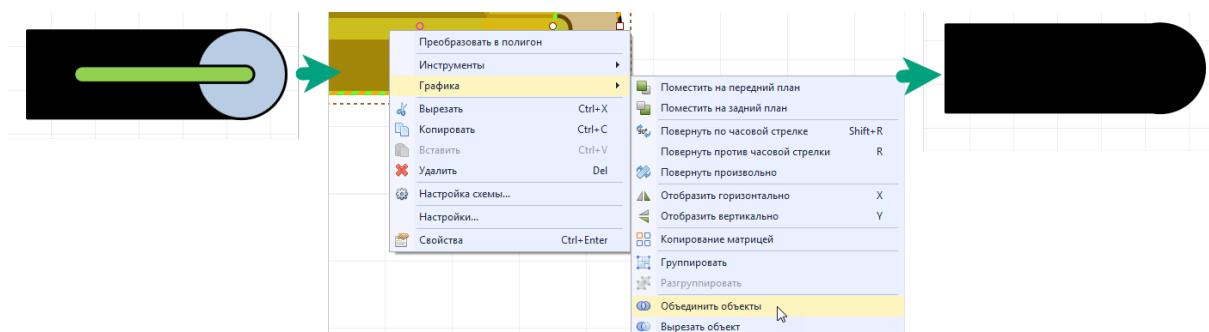 Преобразовать в полигон
Инструменты
Графика
Вырезать Ctrl+X
Копировать Ctrl+C
Вставить Ctrl+V
Удалить Del
Настройка схемы...
Настройки...
Свойства Ctrl+Enter
Поместить на передний план
Поместить на задний план
Повернуть по часовой стрелке Shift+R
Повернуть против часовой стрелки R
Повернуть произвольно
Отобразить горизонтально X
Отобразить вертикально Y
Копирование матрицей
Группировать
Разгруппировать
Объединить объекты
Вырезать объект